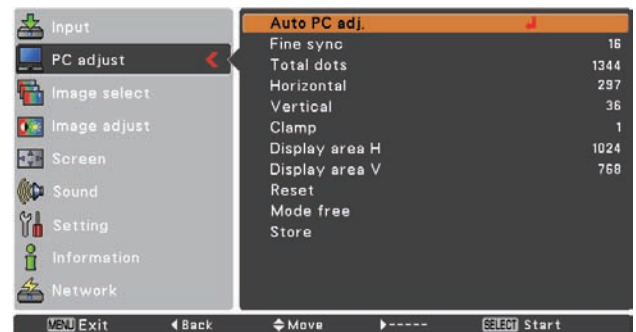 Input
PC adjust
Image select
Image adjust
Screen
Sound
Setting
Information
Network
Auto PC adj.
Fine sync 16
Total dots 1344
Horizontal 297
Vertical 36
Clamp 1
Display area H 1024
Display area V 768
Reset
Mode free
Store
MENU Exit ◀Back ◆Move ▶----- SELECT Start